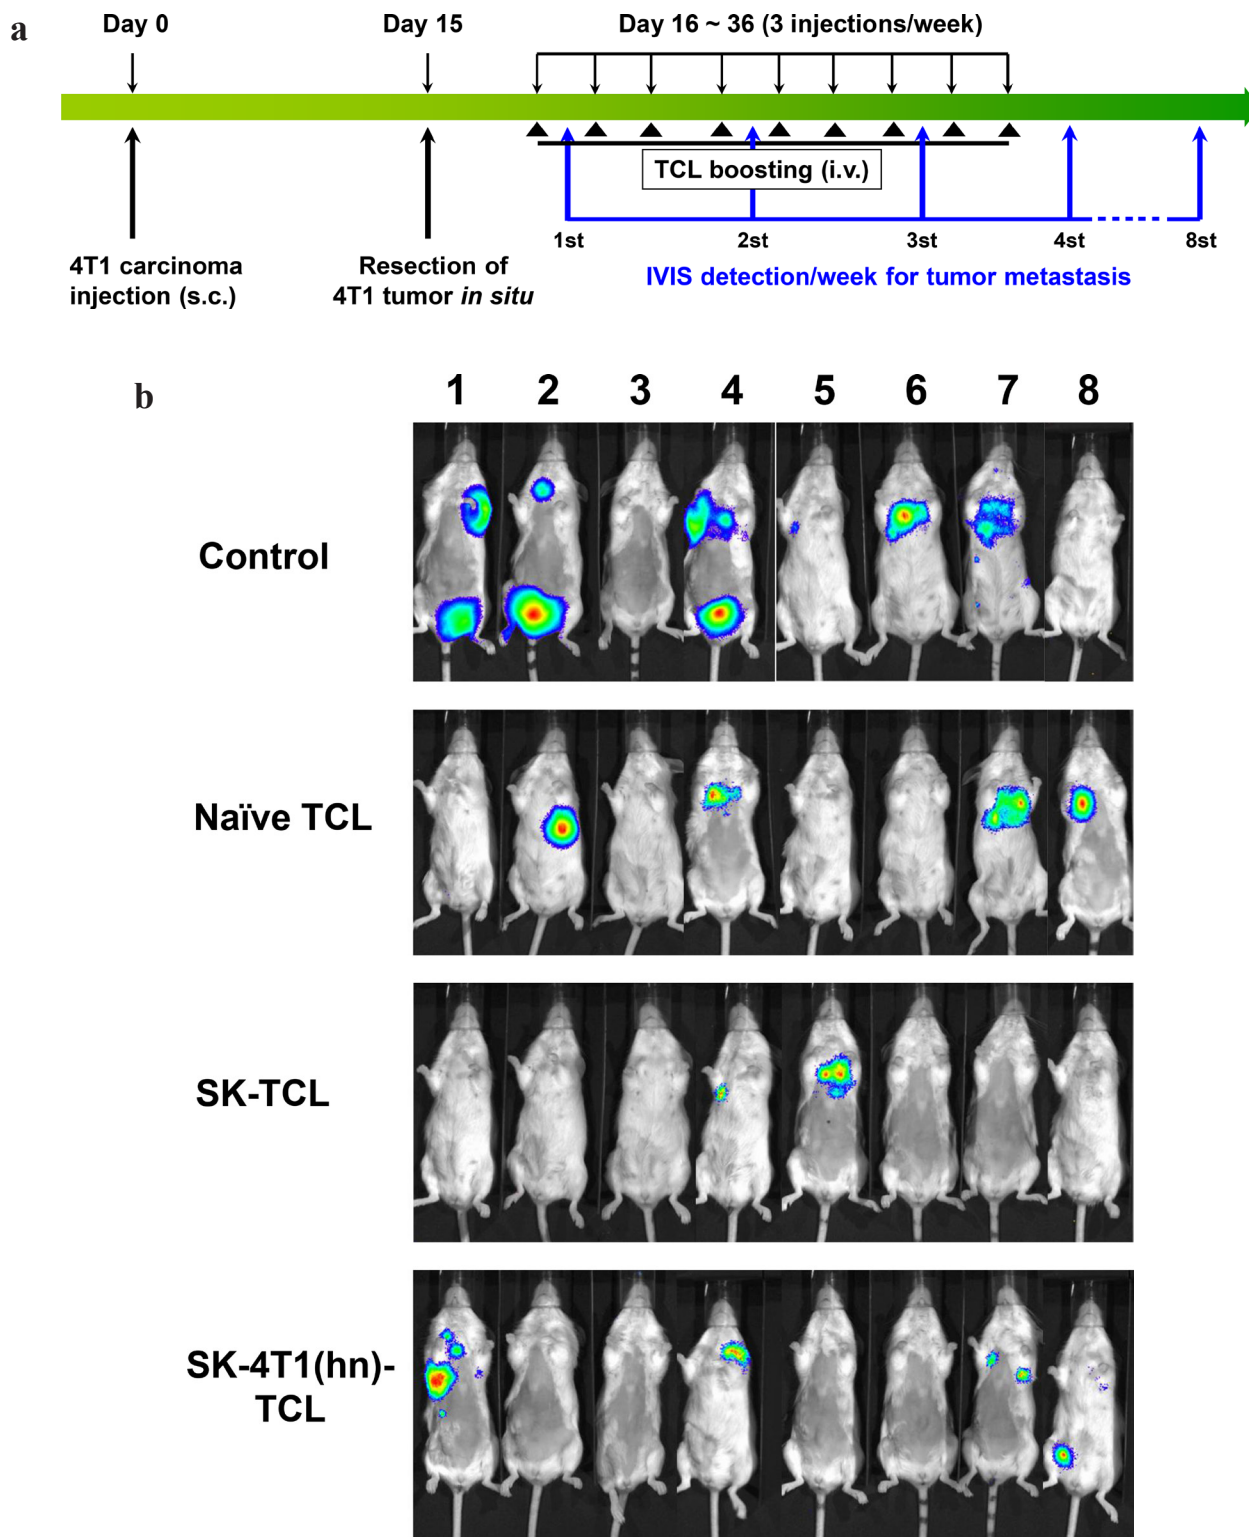 a
Day 0
Day 15
Day 16 ~ 36 (3 injections/week)
TCL boosting (i.v.)
1st
2st
3st
4st
8st
4T1 carcinoma
injection (s.c.)
Resection of
4T1 tumor in situ
IVIS detection/week for tumor metastasis
b
1 2 3 4 5 6 7 8
Control
Naïve TCL
SK-TCL
SK-4T1(hn)-
TCL